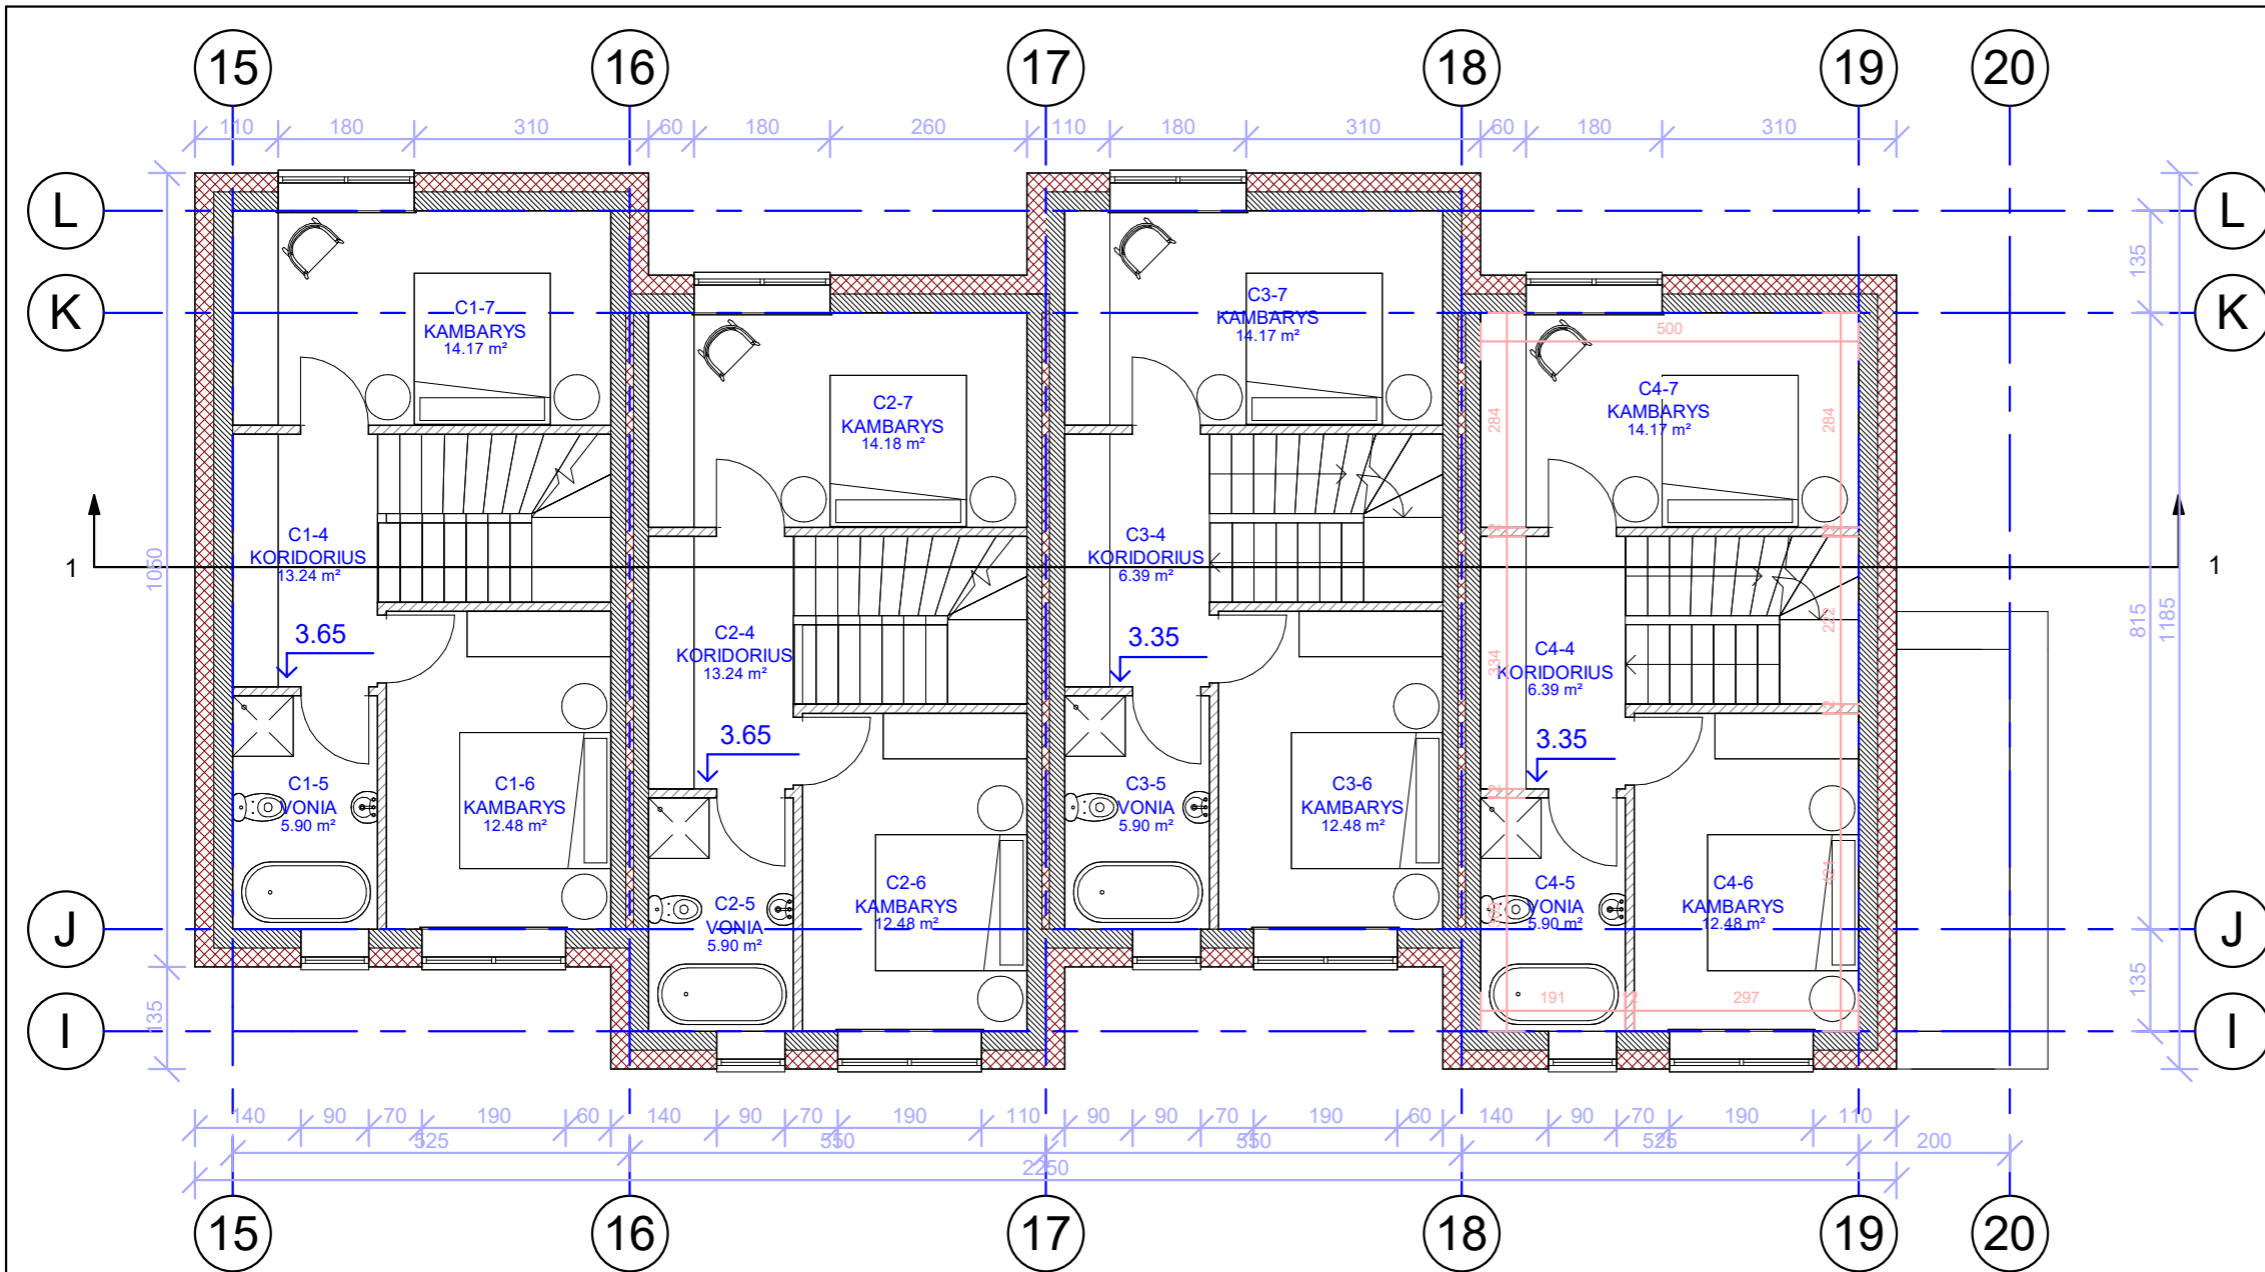 15 16 17 18 19 20
110 180 310 60 180 260 110 180 310 60 180 310
L L
K K
J J
I I
1050
135
135
815
1185
135
1 1
C1-7
KAMBARYS
14.17 m²
C1-4
KORIDORIUS
13.24 m²
3.65
C1-5
VONIA
5.90 m²
C1-6
KAMBARYS
12.48 m²
C2-7
KAMBARYS
14.18 m²
C2-4
KORIDORIUS
13.24 m²
3.65
C2-5
VONIA
5.90 m²
C2-6
KAMBARYS
12.48 m²
C3-7
KAMBARYS
14.17 m²
C3-4
KORIDORIUS
6.39 m²
3.35
C3-5
VONIA
5.90 m²
C3-6
KAMBARYS
12.48 m²
500
284
284
C4-7
KAMBARYS
14.17 m²
C4-4
KORIDORIUS
6.39 m²
334
222
3.35
C4-5
VONIA
5.90 m²
C4-6
KAMBARYS
12.48 m²
421
191 12 297
140 90 70 190 60 140 90 70 190 110 90 90 70 190 60 140 90 70 190 110
525 550 550 525 200
2250
15 16 17 18 19 20